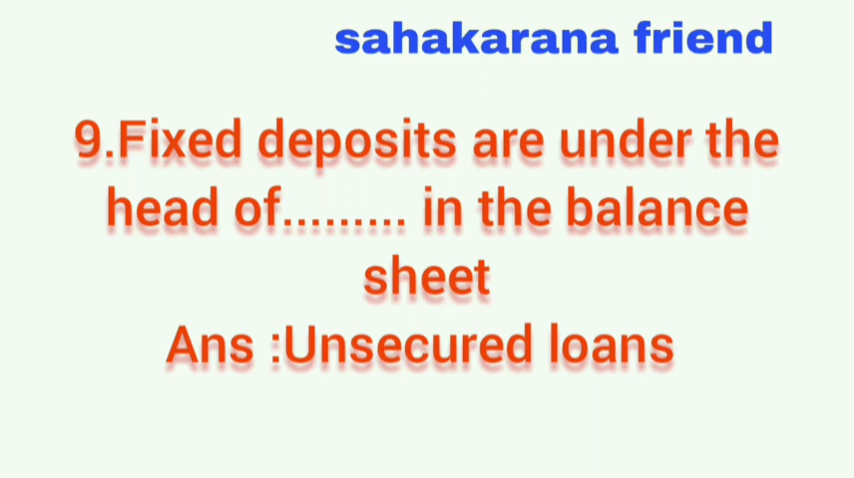 sahakarana friend
9.Fixed deposits are under the
head of......... in the balance
sheet
Ans :Unsecured loans